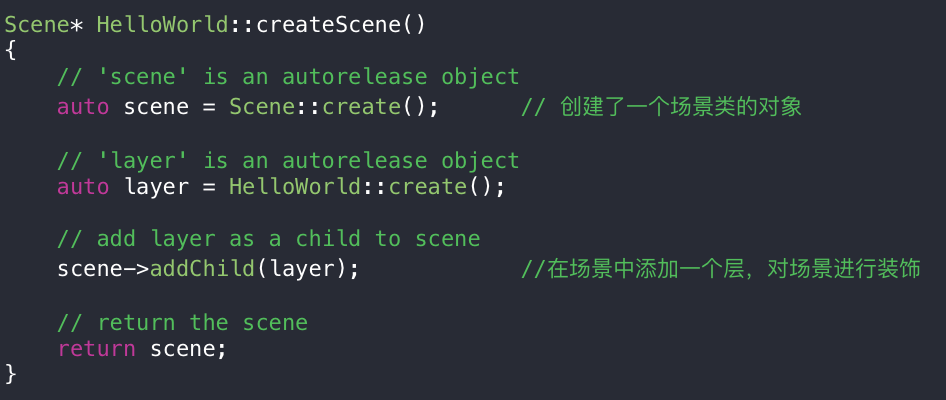 Scene* HelloWorld::createScene()
{
    // 'scene' is an autorelease object
    auto scene = Scene::create();      // 创建了一个场景类的对象
    // 'layer' is an autorelease object
    auto layer = HelloWorld::create();
    // add layer as a child to scene
    scene->addChild(layer);            //在场景中添加一个层，对场景进行装饰
    // return the scene
    return scene;
}